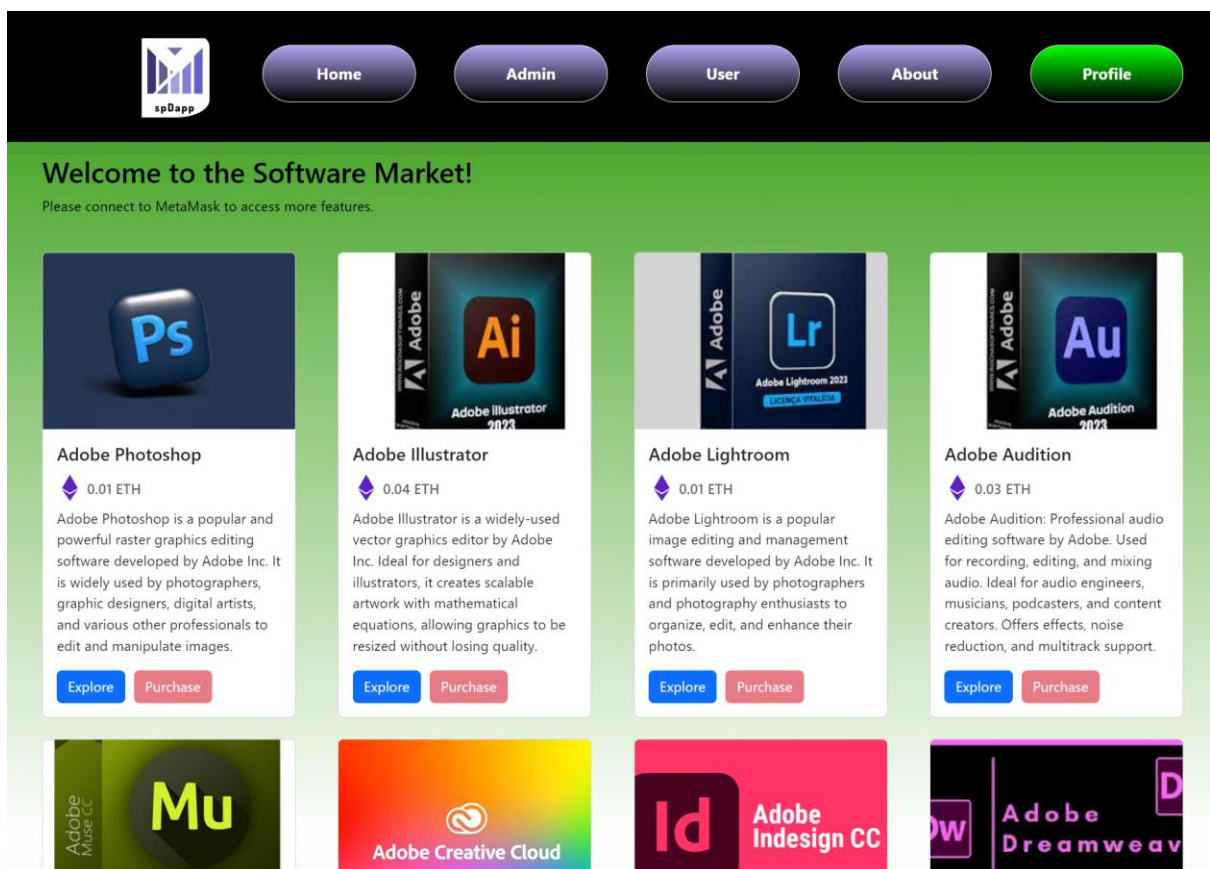 spDapp
Home
Admin
User
About
Profile
Welcome to the Software Market!
Please connect to MetaMask to access more features.
Ps
Adobe
Ai
Adobe illustrator
2023
Adobe
Lr
Adobe Lightroom 2023
LICENÇA VITALÍCIA
Adobe
Au
Adobe Audition
2023
Adobe Photoshop
0.01 ETH
Adobe Photoshop is a popular and
powerful raster graphics editing
software developed by Adobe Inc. It
is widely used by photographers,
graphic designers, digital artists,
and various other professionals to
edit and manipulate images.
Explore
Purchase
Adobe Illustrator
0.04 ETH
Adobe Illustrator is a widely-used
vector graphics editor by Adobe
Inc. Ideal for designers and
illustrators, it creates scalable
artwork with mathematical
equations, allowing graphics to be
resized without losing quality.
Explore
Purchase
Adobe Lightroom
0.01 ETH
Adobe Lightroom is a popular
image editing and management
software developed by Adobe Inc. It
is primarily used by photographers
and photography enthusiasts to
organize, edit, and enhance their
photos.
Explore
Purchase
Adobe Audition
0.03 ETH
Adobe Audition: Professional audio
editing software by Adobe. Used
for recording, editing, and mixing
audio. Ideal for audio engineers,
musicians, podcasters, and content
creators. Offers effects, noise
reduction, and multitrack support.
Explore
Purchase
Adobe
Muse CC
Mu
Adobe Creative Cloud
Id
Adobe
Indesign CC
Dw
D
Adobe
Dreamweav